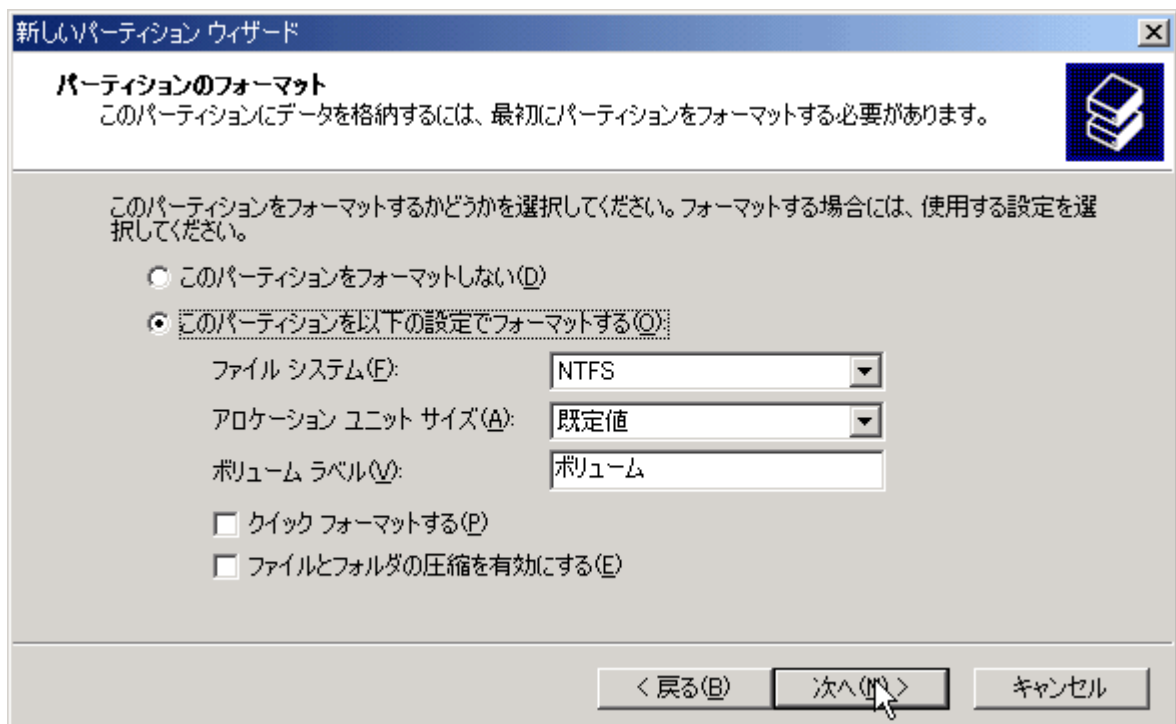 新しいパーティション ウィザード
パーティションのフォーマット
このパーティションにデータを格納するには、最初にパーティションをフォーマットする必要があります。
このパーティションをフォーマットするかどうかを選択してください。フォーマットする場合には、使用する設定を選
択してください。
このパーティションをフォーマットしない(D)
このパーティションを以下の設定でフォーマットする(O):
ファイル システム(F): NTFS
アロケーション ユニット サイズ(A): 既定値
ボリューム ラベル(V): ボリューム
クイック フォーマットする(P)
ファイルとフォルダの圧縮を有効にする(E)
< 戻る(B) 次へ(N) > キャンセル